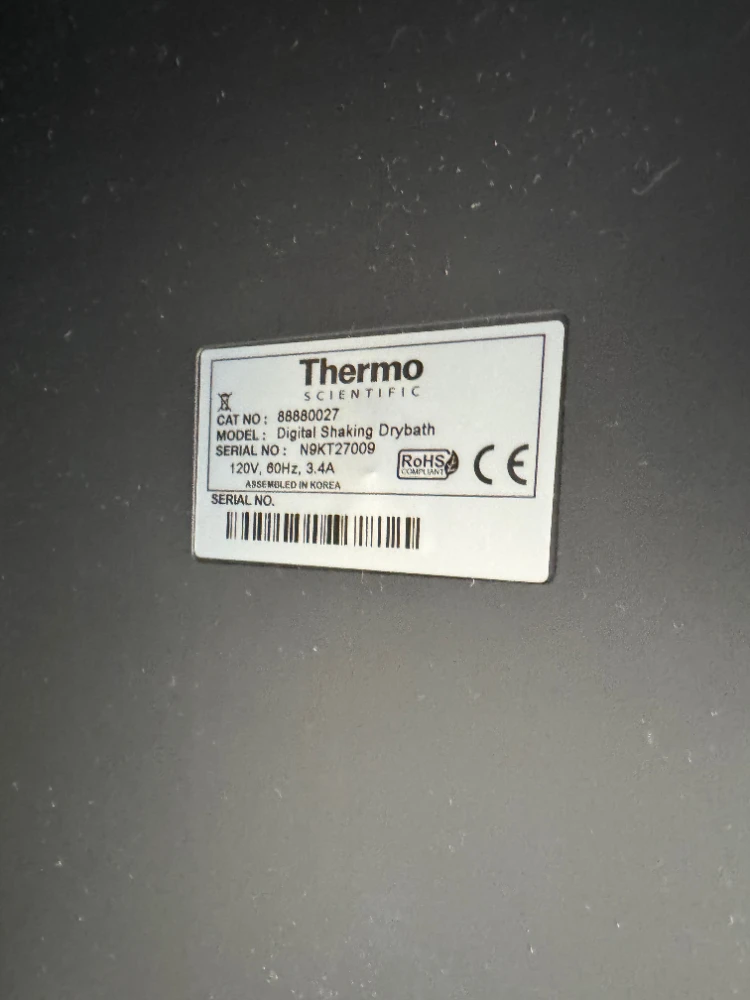 Thermo
SCIENTIFIC
CAT NO : 88880027
MODEL : Digital Shaking Drybath
SERIAL NO : N9KT27009
120V, 60Hz, 3.4A
ASSEMBLED IN KOREA
RoHS
COMPLIANT
CE
SERIAL NO.